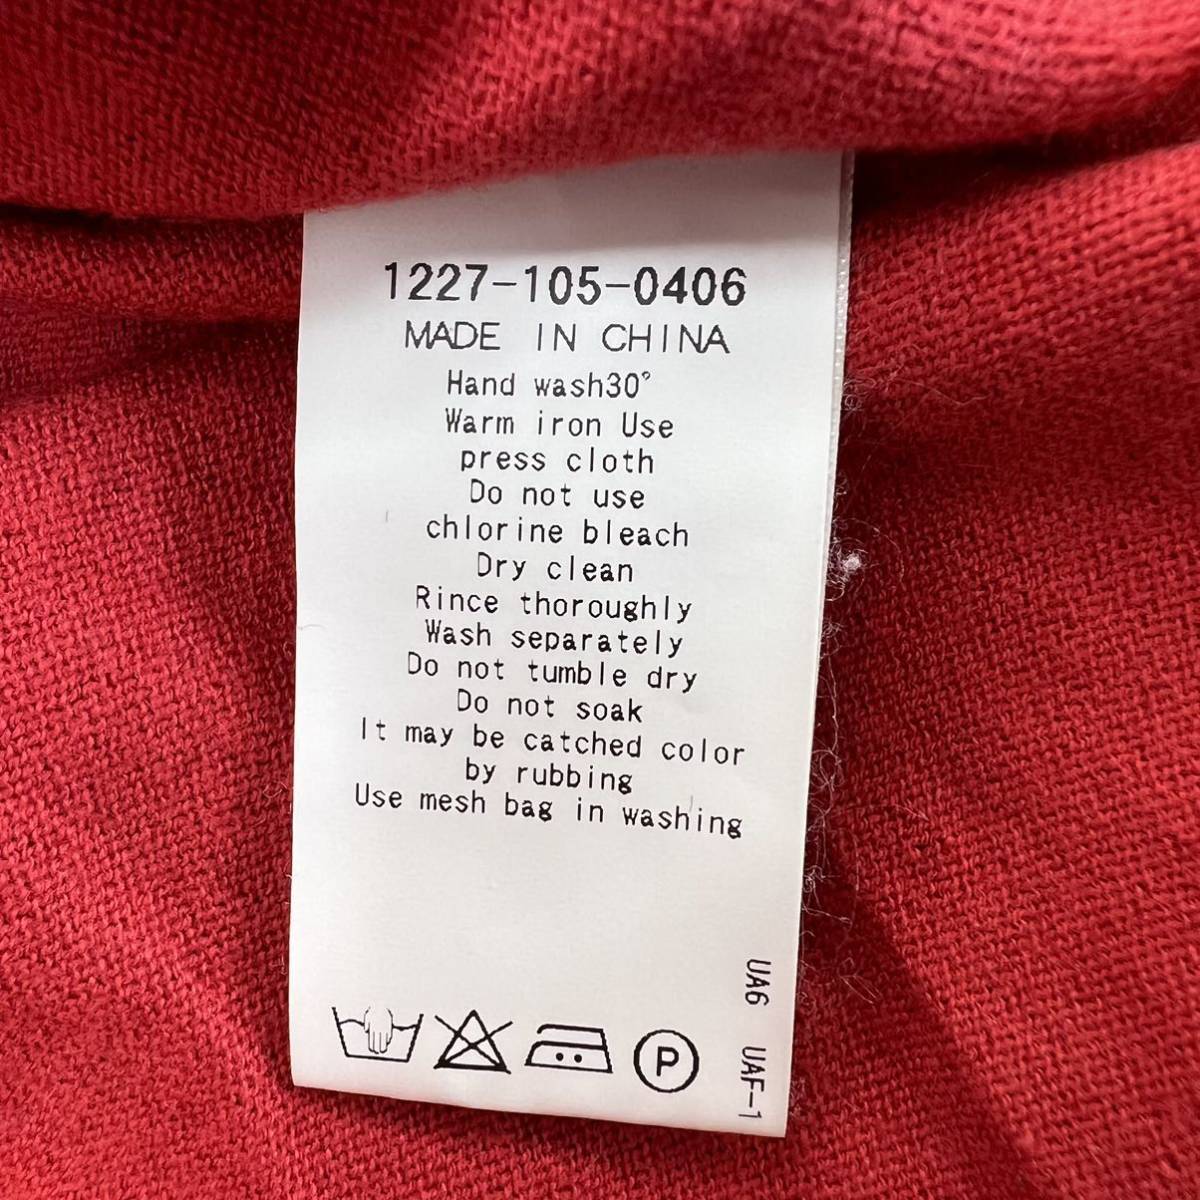 1227-105-0406
MADE IN CHINA
Hand wash30°
Warm iron Use
press cloth
Do not use
chlorine bleach
Dry clean
Rince thoroughly
Wash separately
Do not tumble dry
Do not soak
It may be catched color
by rubbing
Use mesh bag in washing
UA6 UAF-1
P